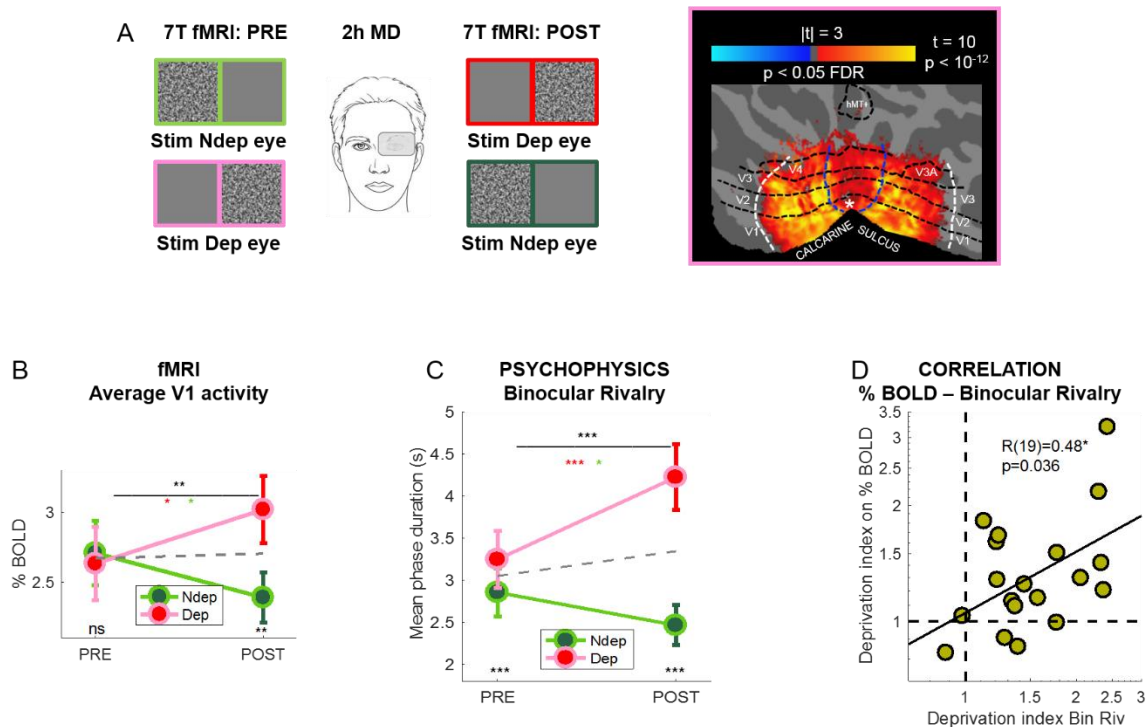 A
7T fMRI: PRE
2h MD
7T fMRI: POST
Stim Ndep eye
Stim Dep eye
Stim Dep eye
Stim Ndep eye
|t| = 3
t = 10
p < 10-12
p < 0.05 FDR
hMT+
V3 V4 V3A V3
V2 V2
V1 V1
*
CALCARINE SULCUS
B
fMRI
Average V1 activity
% BOLD
3
2.5
**
* *
Ndep
Dep
ns
**
PRE POST
C
PSYCHOPHYSICS
Binocular Rivalry
Mean phase duration (s)
5
4.5
4
3.5
3
2.5
2
***
*** *
Ndep
Dep
*** ***
PRE POST
D
CORRELATION
% BOLD – Binocular Rivalry
Deprivation index on % BOLD
3.5
3
2.5
2
1.5
1
R(19)=0.48*
p=0.036
1 1.5 2 2.5 3
Deprivation index Bin Riv